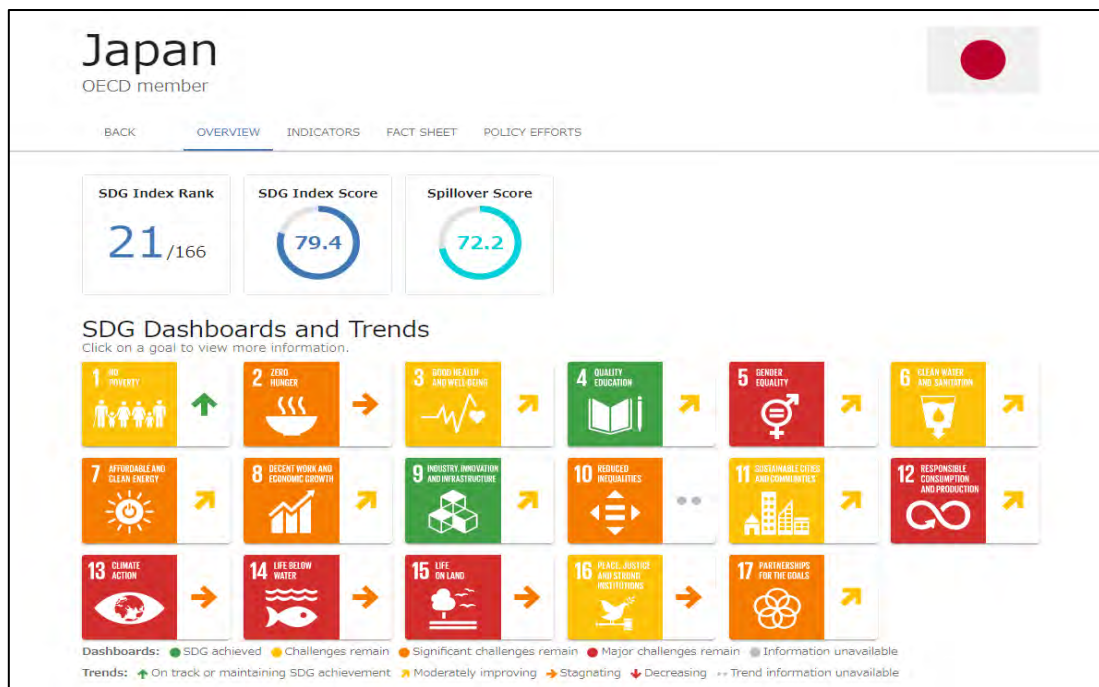 Japan
OECD member
BACK OVERVIEW INDICATORS FACT SHEET POLICY EFFORTS
SDG Index Rank SDG Index Score Spillover Score
21/166 79.4 72.2
SDG Dashboards and Trends
Click on a goal to view more information.
1 NO POVERTY
2 ZERO HUNGER
3 GOOD HEALTH AND WELL-BEING
4 QUALITY EDUCATION
5 GENDER EQUALITY
6 CLEAN WATER AND SANITATION
7 AFFORDABLE AND CLEAN ENERGY
8 DECENT WORK AND ECONOMIC GROWTH
9 INDUSTRY, INNOVATION AND INFRASTRUCTURE
10 REDUCED INEQUALITIES
11 SUSTAINABLE CITIES AND COMMUNITIES
12 RESPONSIBLE CONSUMPTION AND PRODUCTION
13 CLIMATE ACTION
14 LIFE BELOW WATER
15 LIFE ON LAND
16 PEACE, JUSTICE AND STRONG INSTITUTIONS
17 PARTNERSHIPS FOR THE GOALS
Dashboards: SDG achieved Challenges remain Significant challenges remain Major challenges remain Information unavailable
Trends: On track or maintaining SDG achievement Moderately improving Stagnating Decreasing Trend information unavailable